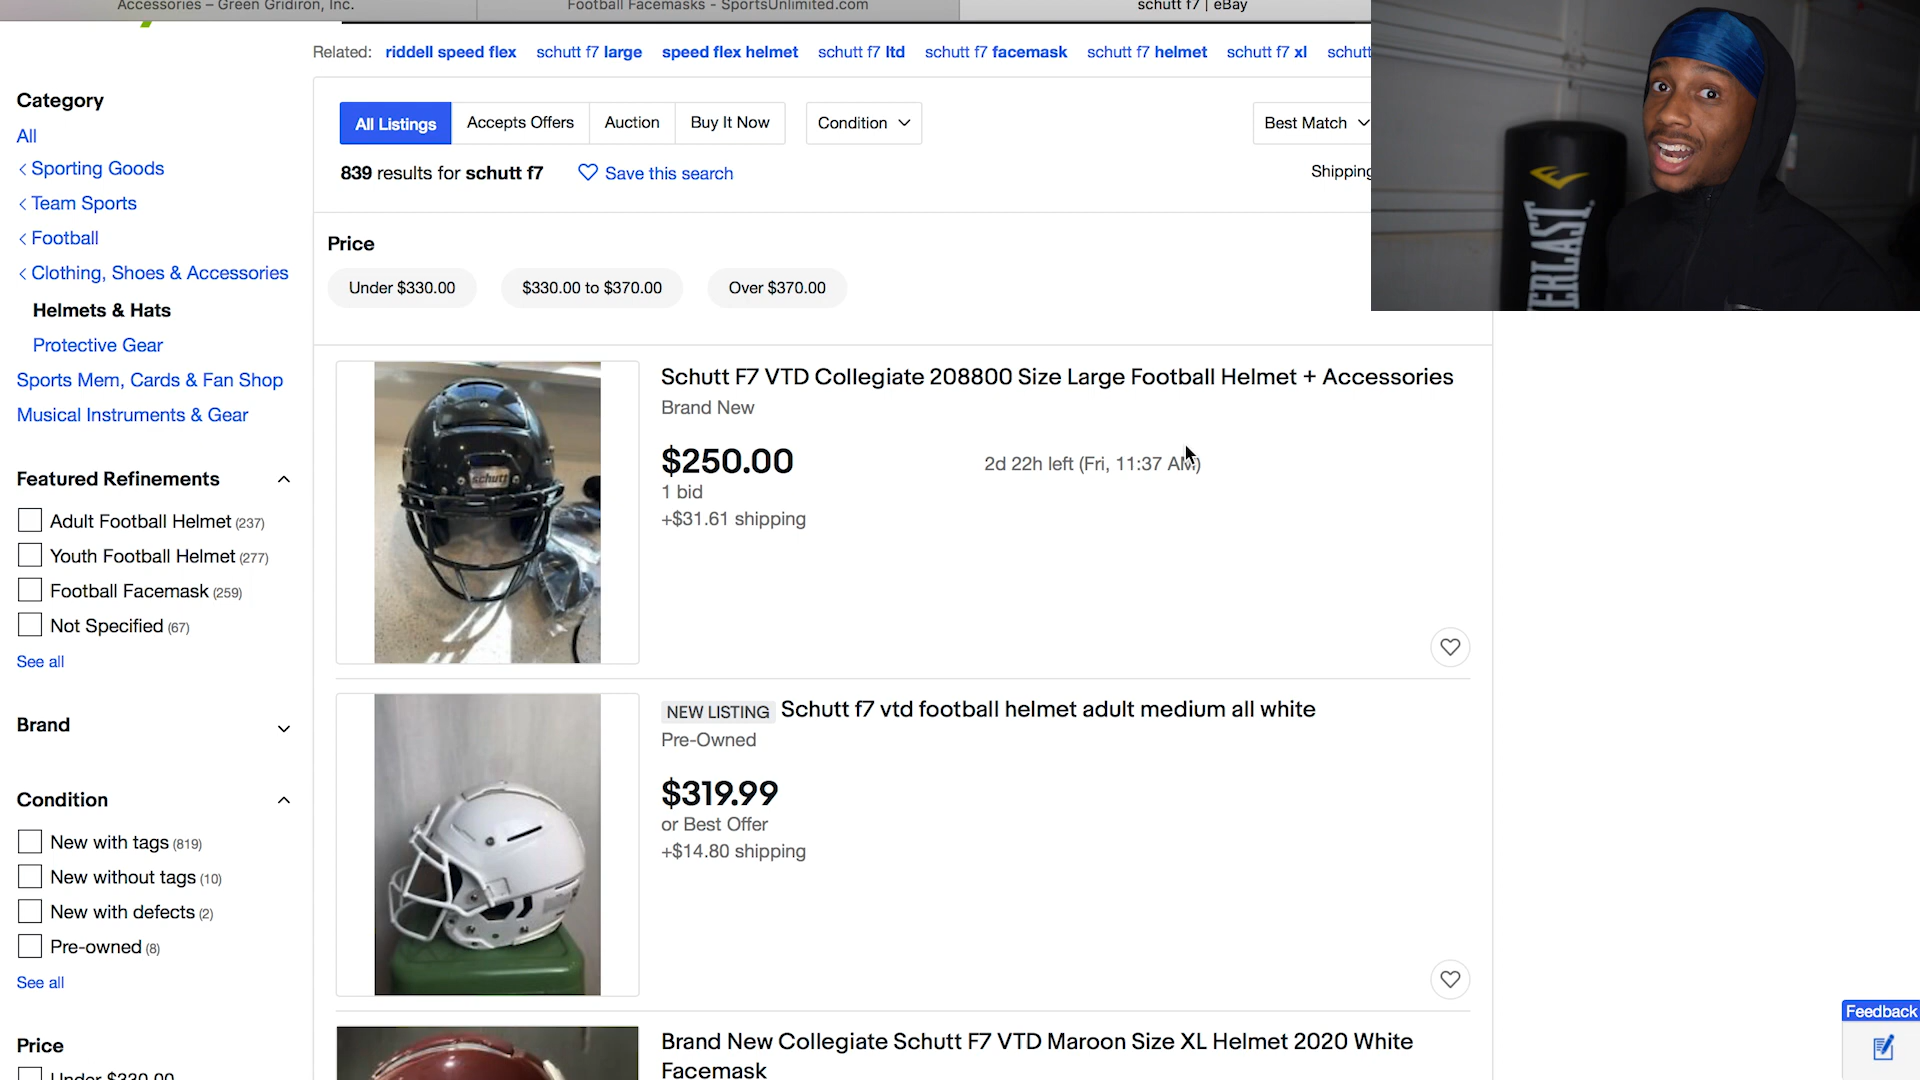 Accessories – Green Gridiron, Inc.
Football Facemasks - SportsUnlimited.com
schutt f7 | eBay
Related: riddell speed flex schutt f7 large speed flex helmet schutt f7 ltd schutt f7 facemask schutt f7 helmet schutt f7 xl schutt
Category
All
< Sporting Goods
< Team Sports
< Football
< Clothing, Shoes & Accessories
Helmets & Hats
Protective Gear
Sports Mem, Cards & Fan Shop
Musical Instruments & Gear
Featured Refinements
Adult Football Helmet (237)
Youth Football Helmet (277)
Football Facemask (259)
Not Specified (67)
See all
Brand
Condition
New with tags (819)
New without tags (10)
New with defects (2)
Pre-owned (8)
See all
Price
Under $330.00
All Listings Accepts Offers Auction Buy It Now Condition Best Match
839 results for schutt f7 Save this search
Shipping
Price
Under $330.00 $330.00 to $370.00 Over $370.00
Schutt F7 VTD Collegiate 208800 Size Large Football Helmet + Accessories
Brand New
$250.00
2d 22h left (Fri, 11:37 AM)
1 bid
+$31.61 shipping
schutt
NEW LISTING Schutt f7 vtd football helmet adult medium all white
Pre-Owned
$319.99
or Best Offer
+$14.80 shipping
Brand New Collegiate Schutt F7 VTD Maroon Size XL Helmet 2020 White
Facemask
Feedback
VERLAST